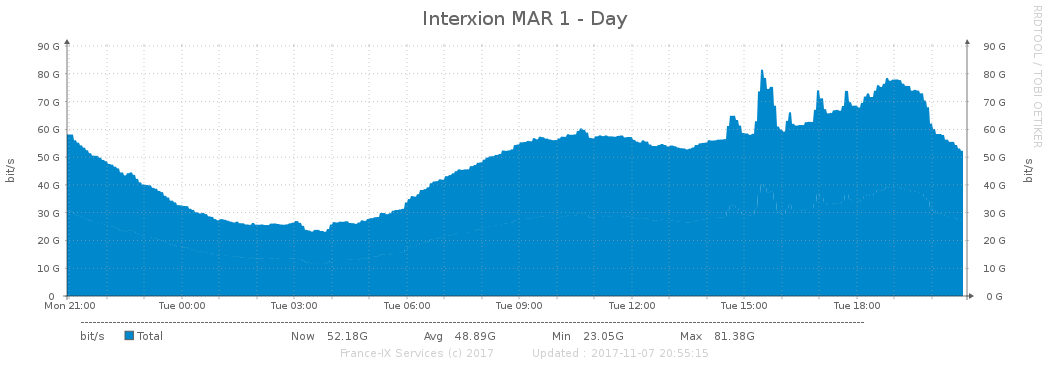 Interxion MAR 1 - Day
RRDTOOL / TOBI OETIKER
bit/s
bit/s
90 G 90 G
80 G 80 G
70 G 70 G
60 G 60 G
50 G 50 G
40 G 40 G
30 G 30 G
20 G 20 G
10 G 10 G
0 0 G
Mon 21:00 Tue 00:00 Tue 03:00 Tue 06:00 Tue 09:00 Tue 12:00 Tue 15:00 Tue 18:00
bit/s Total Now 52.18G Avg 48.89G Min 23.05G Max 81.38G
France-IX Services (c) 2017 Updated : 2017-11-07 20:55:15